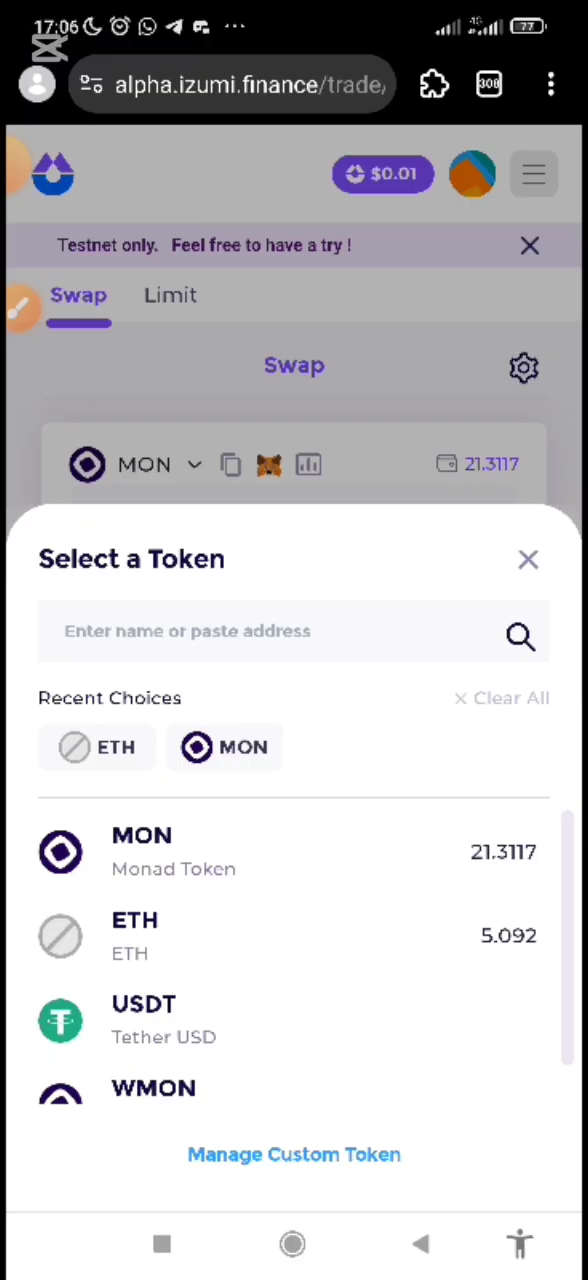 17:06
4G
77
alpha.izumi.finance/trade/
308
$0.01
Testnet only. Feel free to have a try !
Swap Limit
Swap
MON 21.3117
Select a Token
Enter name or paste address
Recent Choices Clear All
ETH MON
MON
21.3117
Monad Token
ETH
5.092
ETH
USDT
Tether USD
WMON
Manage Custom Token